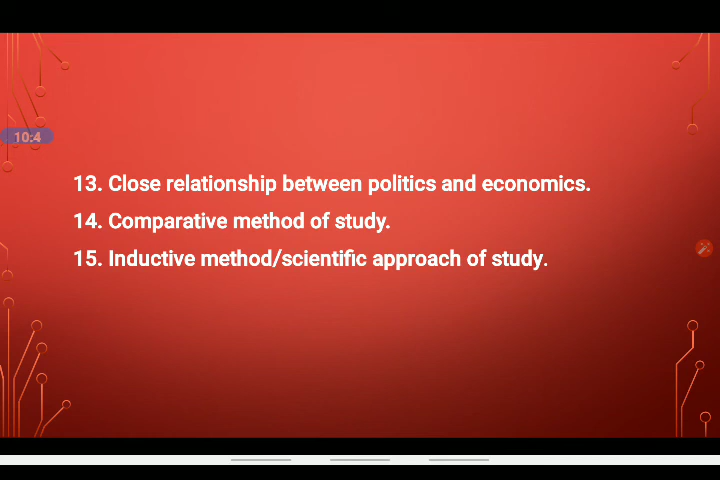 10:4
13. Close relationship between politics and economics.
14. Comparative method of study.
15. Inductive method/scientific approach of study.